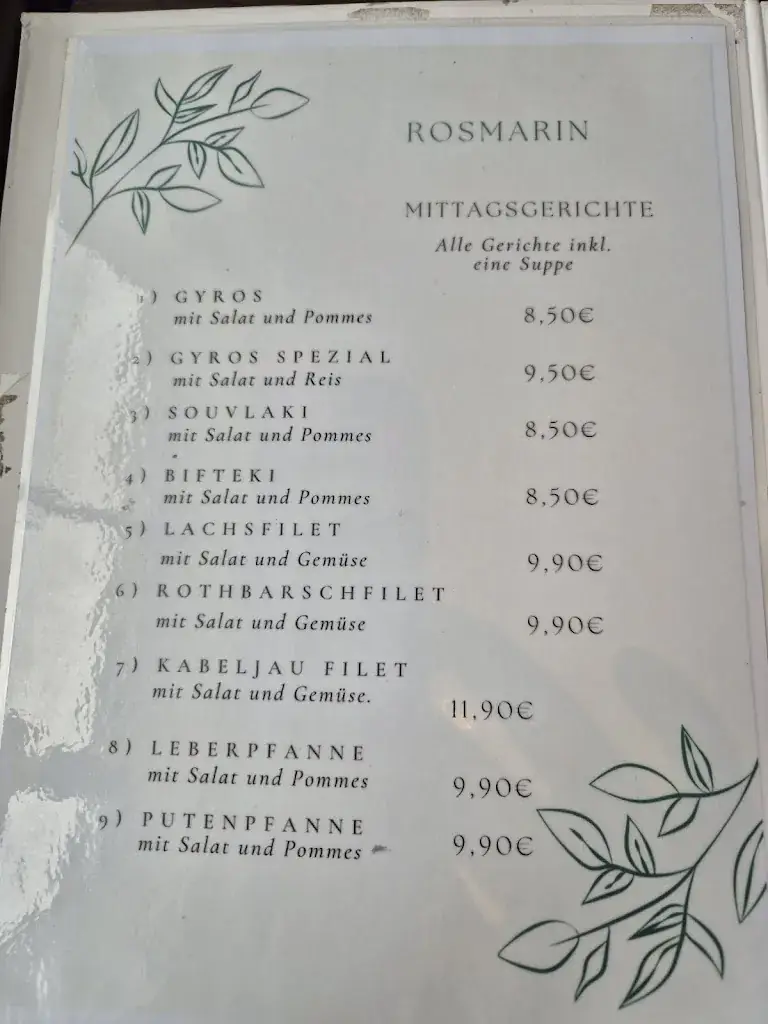 ROSMARIN
MITTAGSGERICHTE
Alle Gerichte inkl.
eine Suppe
1) GYROS
mit Salat und Pommes 8,50€
2) GYROS SPEZIAL
mit Salat und Reis 9,50€
3) SOUVLAKI
mit Salat und Pommes 8,50€
4) BIFTEKI
mit Salat und Pommes 8,50€
5) LACHSFILET
mit Salat und Gemüse 9,90€
6) ROTHBARSCHFILET
mit Salat und Gemüse 9,90€
7) KABELJAU FILET
mit Salat und Gemüse.
11,90€
8) LEBERPFANNE
mit Salat und Pommes 9,90€
9) PUTENPFANNE
mit Salat und Pommes 9,90€